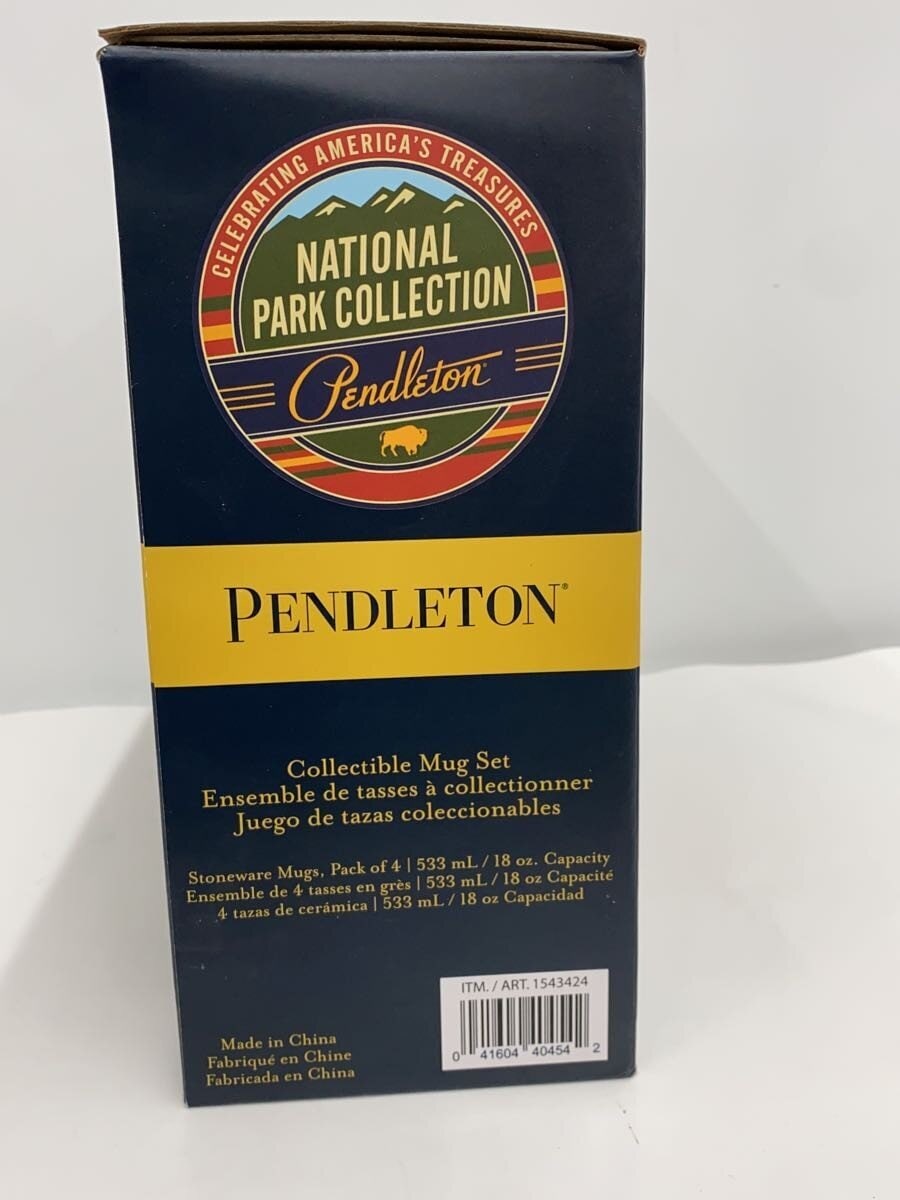 CELEBRATING AMERICA'S TREASURES
NATIONAL
PARK COLLECTION
Pendleton
PENDLETON®
Collectible Mug Set
Ensemble de tasses à collectionner
Juego de tazas coleccionables
Stoneware Mugs, Pack of 4 | 533 mL / 18 oz. Capacity
Ensemble de 4 tasses en grès | 533 mL / 18 oz Capacité
4 tazas de cerámica | 533 mL / 18 oz Capacidad
ITM. / ART. 1543424
0 41604 40454 2
Made in China
Fabriqué en Chine
Fabricada en China